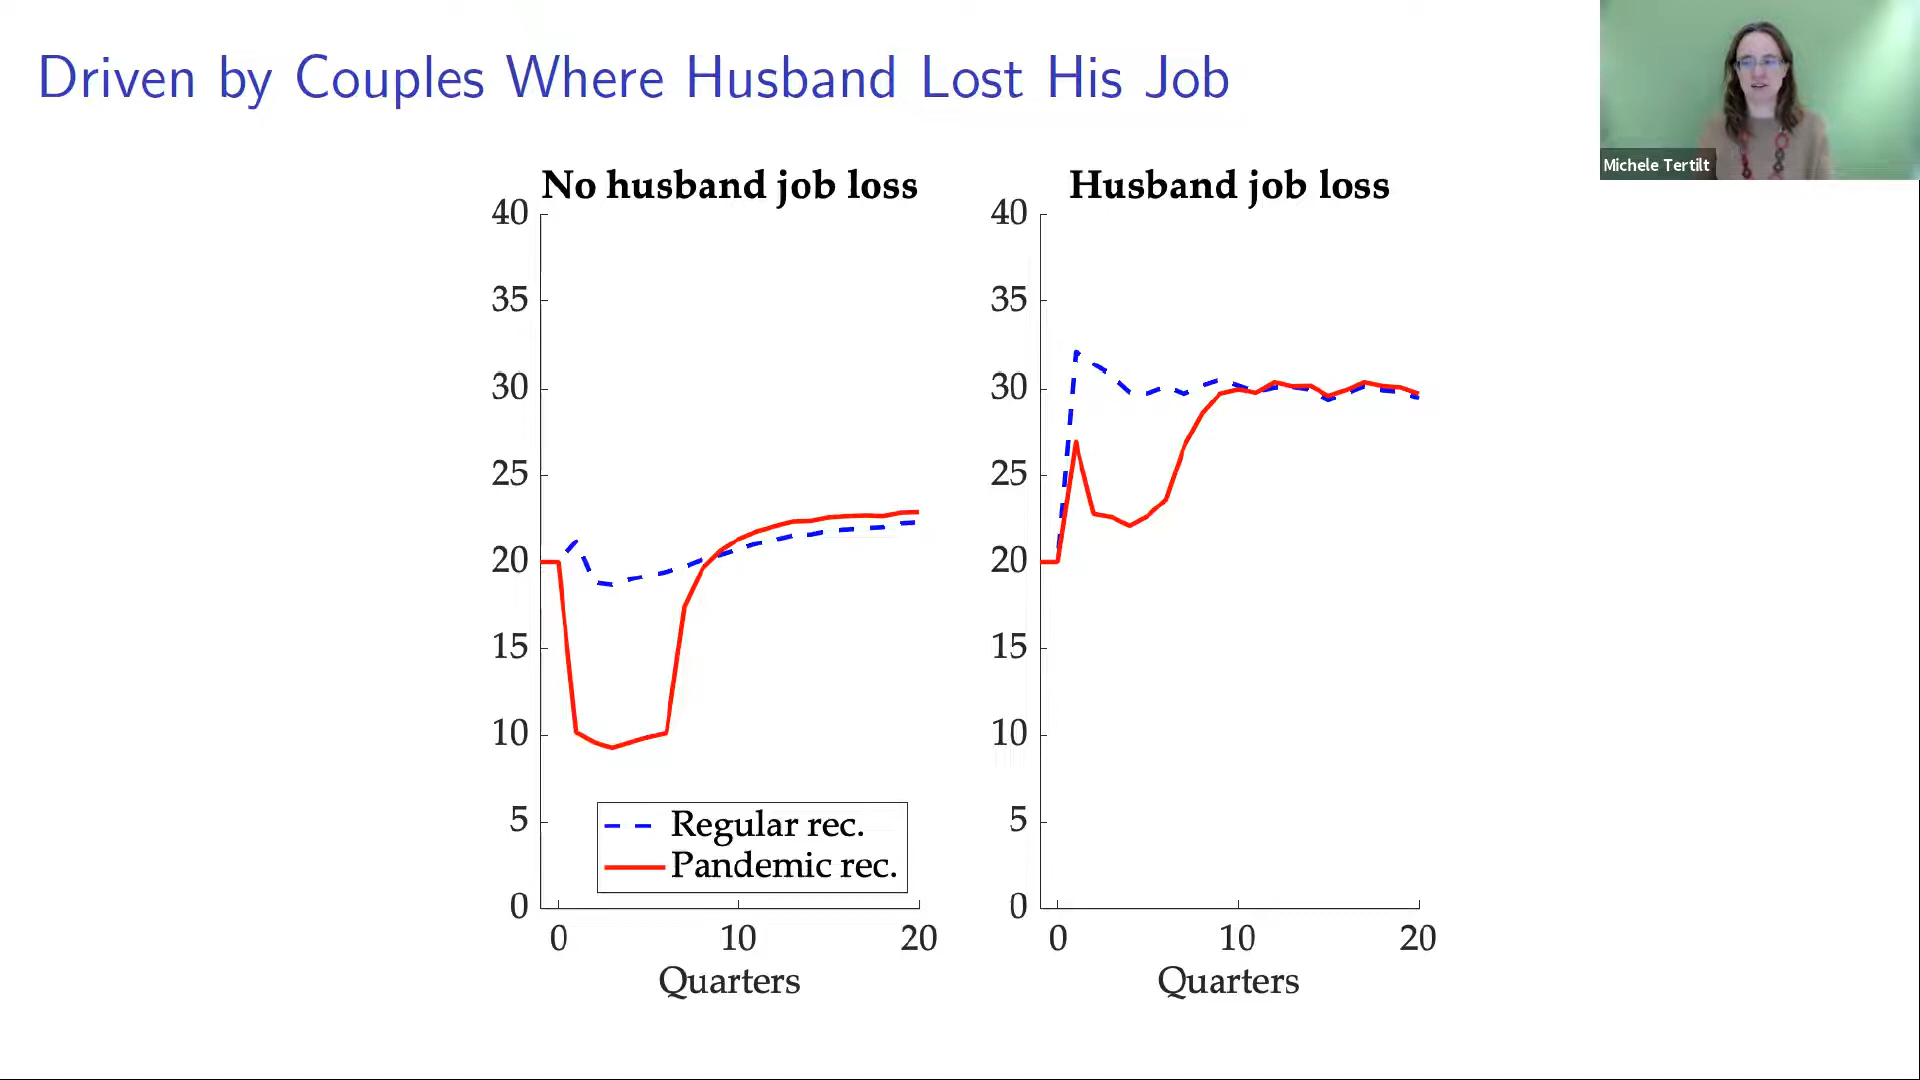 Driven by Couples Where Husband Lost His Job
Michele Tertilt
No husband job loss
40
35
30
25
20
15
10
5
0
Regular rec.
Pandemic rec.
0 10 20
Quarters
Husband job loss
40
35
30
25
20
15
10
5
0
0 10 20
Quarters